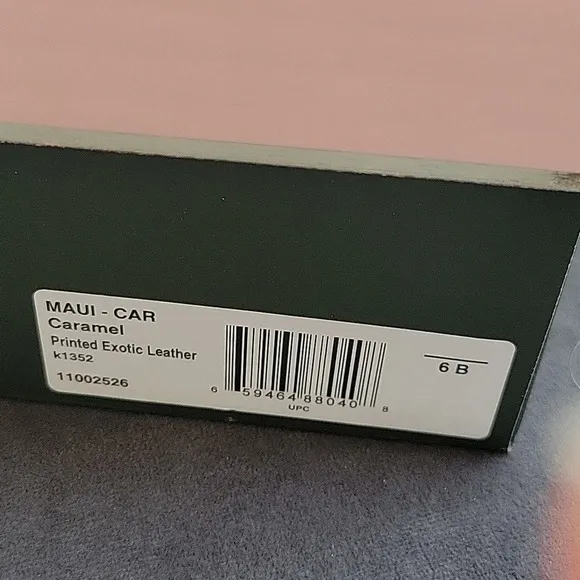 MAUI - CAR
Caramel
Printed Exotic Leather
k1352
11002526
6 59464 88040 8
UPC
6 B